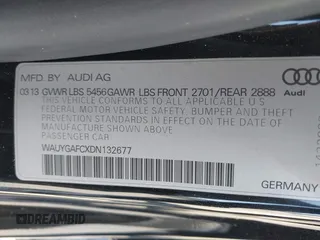 MFD. BY AUDI AG
Audi
03 13 GVWR LBS 5456GAWR LBS FRONT 2701/REAR 2888
THIS VEHICLE CONFORMS TO ALL APPLICABLE U S
FEDERAL MOTOR VEHICLE SAFETY, BUMPER AND THEFT
PREVENTION STANDARDS IN EFFECT ON
THE DATE OF MANUFACTURE SHOWN ABOVE
PASSENGER CAR
WAUYGAFCXDN132677
GERMANY
DREAMBID